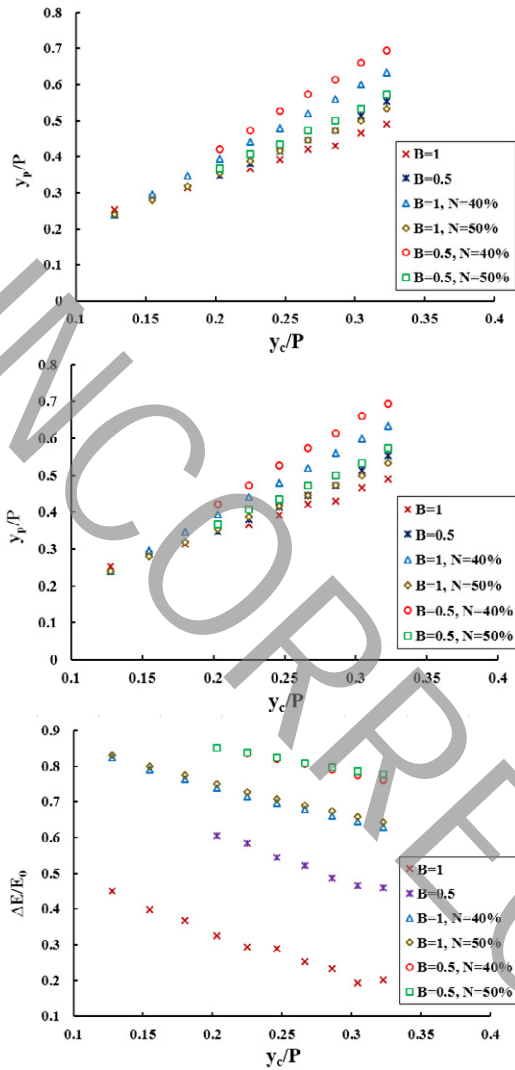 0.8
0.7
0.6
0.5
0.4
0.3
0.2
0.1
0
yₚ/P
B=1
B=0.5
B=1, N=40%
B=1, N=50%
B=0.5, N=40%
B=0.5, N=50%
0.1 0.15 0.2 0.25 0.3 0.35 0.4
y꜀/P
0.8
0.7
0.6
0.5
0.4
0.3
0.2
0.1
0
yₚ/P
B=1
B=0.5
B=1, N=40%
B=1, N=50%
B=0.5, N=40%
B=0.5, N=50%
0.1 0.15 0.2 0.25 0.3 0.35 0.4
y꜀/P
0.9
0.8
0.7
0.6
0.5
0.4
0.3
0.2
0.1
ΔE/E₀
B=1
B=0.5
B=1, N=40%
B=1, N=50%
B=0.5, N=40%
B=0.5, N=50%
0.1 0.15 0.2 0.25 0.3 0.35 0.4
y꜀/P
INCORREC